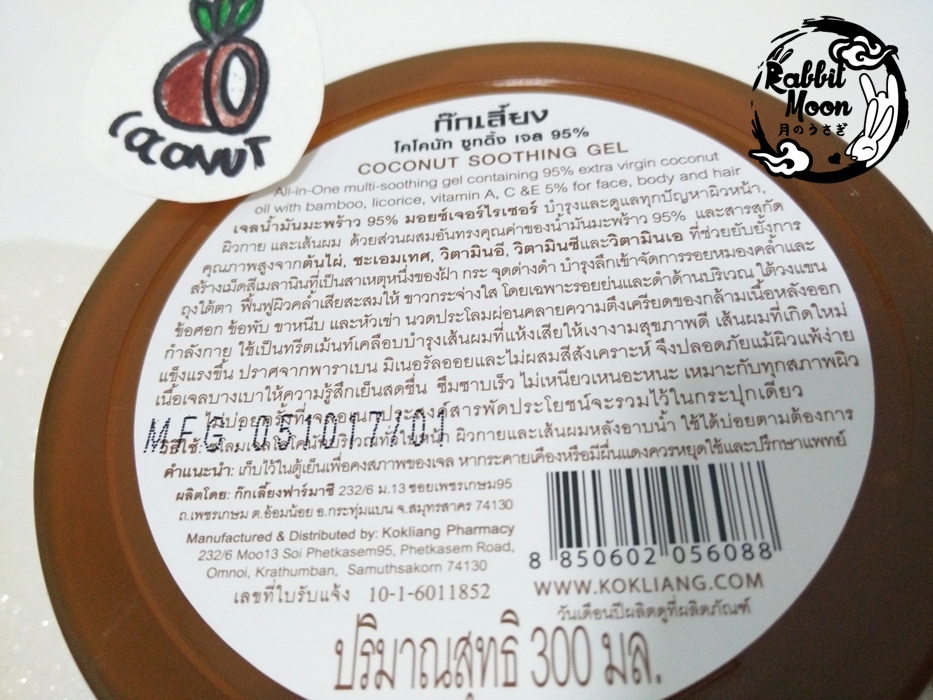 COCONUT
Rabbit
Moon
月のうさぎ
ก๊กเลี้ยง
โคโคนัท ซูทติ้ง เจล 95%
COCONUT SOOTHING GEL
All-in-One multi-soothing gel containing 95% extra virgin coconut
oil with bamboo, licorice, vitamin A, C &E 5% for face, body and hair
เจลน้ำมันมะพร้าว 95% มอยซ์เจอร์ไรเซอร์ บำรุงและดูแลทุกปัญหาผิวหน้า,
ผิวกาย และเส้นผม ด้วยส่วนผสมอันทรงคุณค่าของน้ำมันมะพร้าว 95% และสารสกัด
คุณภาพสูงจากต้นไผ่, ชะเอมเทศ, วิตามินอี, วิตามินซีและวิตามินเอ ที่ช่วยยับยั้งการ
สร้างเม็ดสีเมลานินที่เป็นสาเหตุหนึ่งของฝ้า กระ จุดด่างดำ บำรุงลึกเข้าจัดการรอยหมองคล้ำและ
ถุงใต้ตา ฟื้นฟูผิวคล้ำเสียสะสมให้ ขาวกระจ่างใส โดยเฉพาะรอยย่นและดำด้านบริเวณ ใต้วงแขน
ข้อศอก ข้อพับ ขาหนีบ และหัวเข่า นวดประโลมผ่อนคลายความตึงเครียดของกล้ามเนื้อหลังออก
กำลังกาย ใช้เป็นทรีตเม้นท์เคลือบบำรุงเส้นผมที่แห้งเสียให้เงางามสุขภาพดี เส้นผมที่เกิดใหม่
แข็งแรงขึ้น ปราศจากพาราเบน มิเนอรัลออยและไม่ผสมสีสังเคราะห์ จึงปลอดภัยแม้ผิวแพ้ง่าย
เนื้อเจลบางเบาให้ความรู้สึกเย็นสดชื่น ซึมซาบเร็ว ไม่เหนียวเหนอะหนะ เหมาะกับทุกสภาพผิว
สารพัดประโยชน์จะรวมไว้ในกระปุกเดียว
MFG 051017/01
ผิวกายและเส้นผมหลังอาบน้ำ ใช้ได้บ่อยตามต้องการ
คำแนะนำ: เก็บไว้ในตู้เย็นเพื่อคงสภาพของเจล หากระคายเคืองหรือมีผื่นแดงควรหยุดใช้และปรึกษาแพทย์
ผลิตโดย: ก๊กเลี้ยงฟาร์มาซี 232/6 ม.13 ซอยเพชรเกษม95
ถ.เพชรเกษม ต.อ้อมน้อย อ.กระทุ่มแบน จ.สมุทรสาคร 74130
Manufactured & Distributed by: Kokliang Pharmacy
232/6 Moo13 Soi Phetkasem95, Phetkasem Road,
Omnoi, Krathumban, Samuthsakorn 74130
เลขที่ใบรับแจ้ง 10-1-6011852
8 850602 056088
WWW.KOKLIANG.COM
วันเดือนปีผลิตดูที่ผลิตภัณฑ์
ปริมาณสุทธิ 300 มล.